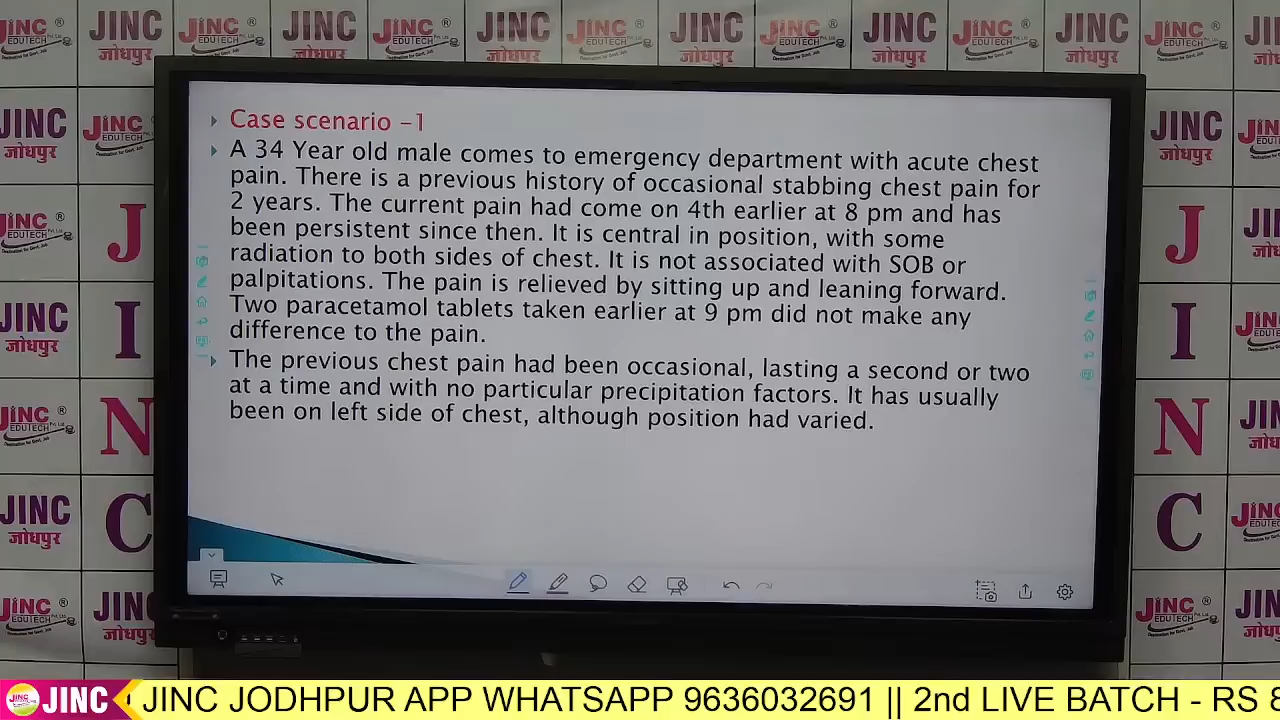 JINC EDUTECH Pvt. Ltd. ®
जोधपुर
Case scenario -1
A 34 Year old male comes to emergency department with acute chest
pain. There is a previous history of occasional stabbing chest pain for
2 years. The current pain had come on 4th earlier at 8 pm and has
been persistent since then. It is central in position, with some
radiation to both sides of chest. It is not associated with SOB or
palpitations. The pain is relieved by sitting up and leaning forward.
Two paracetamol tablets taken earlier at 9 pm did not make any
difference to the pain.
The previous chest pain had been occasional, lasting a second or two
at a time and with no particular precipitation factors. It has usually
been on left side of chest, although position had varied.
J
I
N
C
J
I
N
C
JINC
JINC JODHPUR APP WHATSAPP 9636032691 || 2nd LIVE BATCH - RS